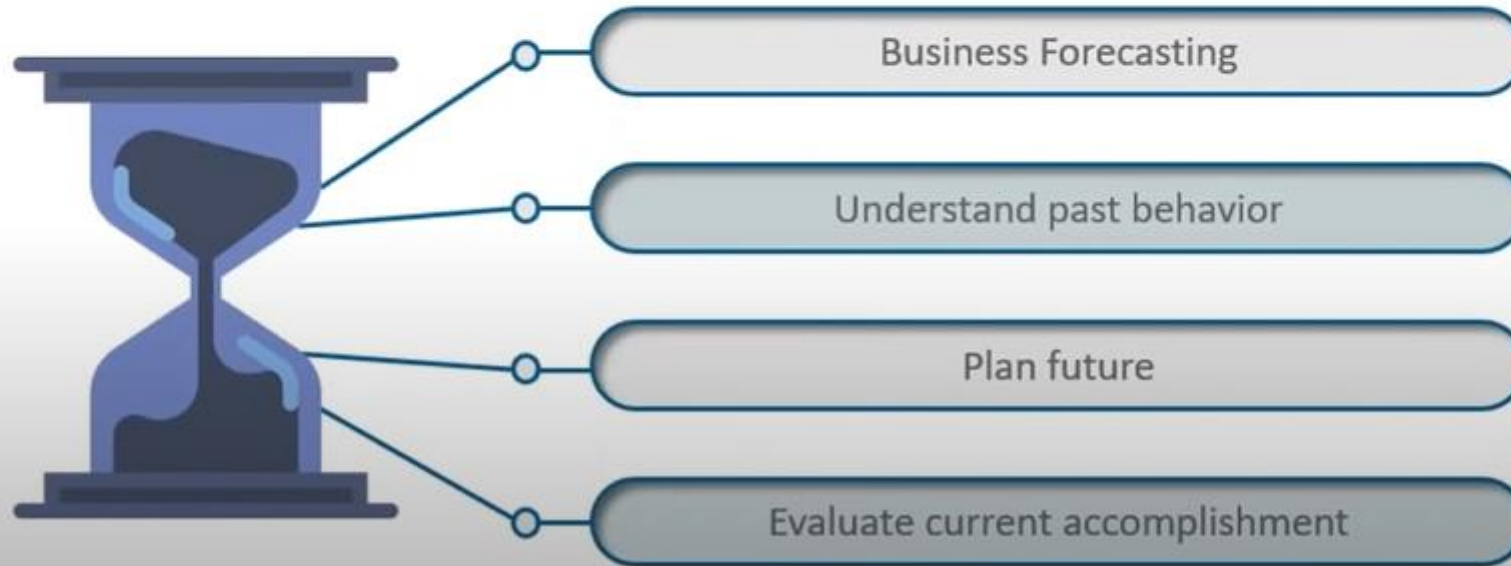 Business Forecasting
Understand past behavior
Plan future
Evaluate current accomplishment